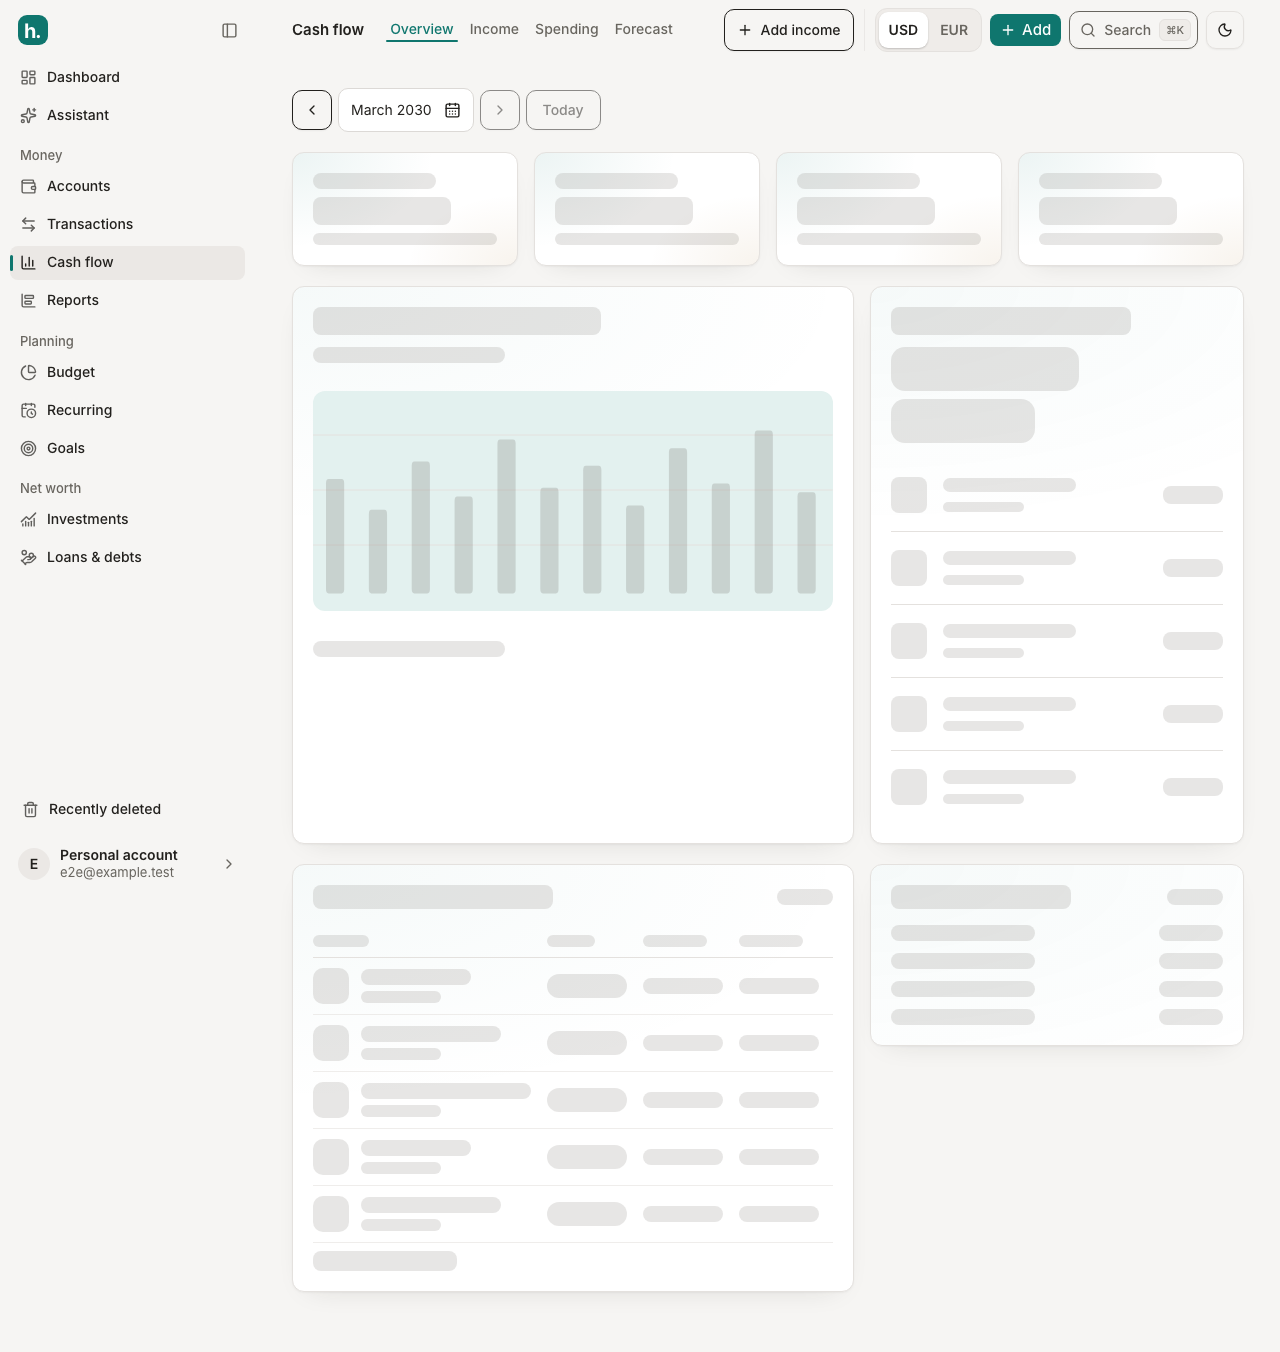 h.
Cash flow
Overview
Income
Spending
Forecast
Add income
USD
EUR
Add
Search
⌘K
Dashboard
Assistant
Money
Accounts
Transactions
Cash flow
Reports
Planning
Budget
Recurring
Goals
Net worth
Investments
Loans & debts
Recently deleted
E
Personal account
e2e@example.test
March 2030
Today